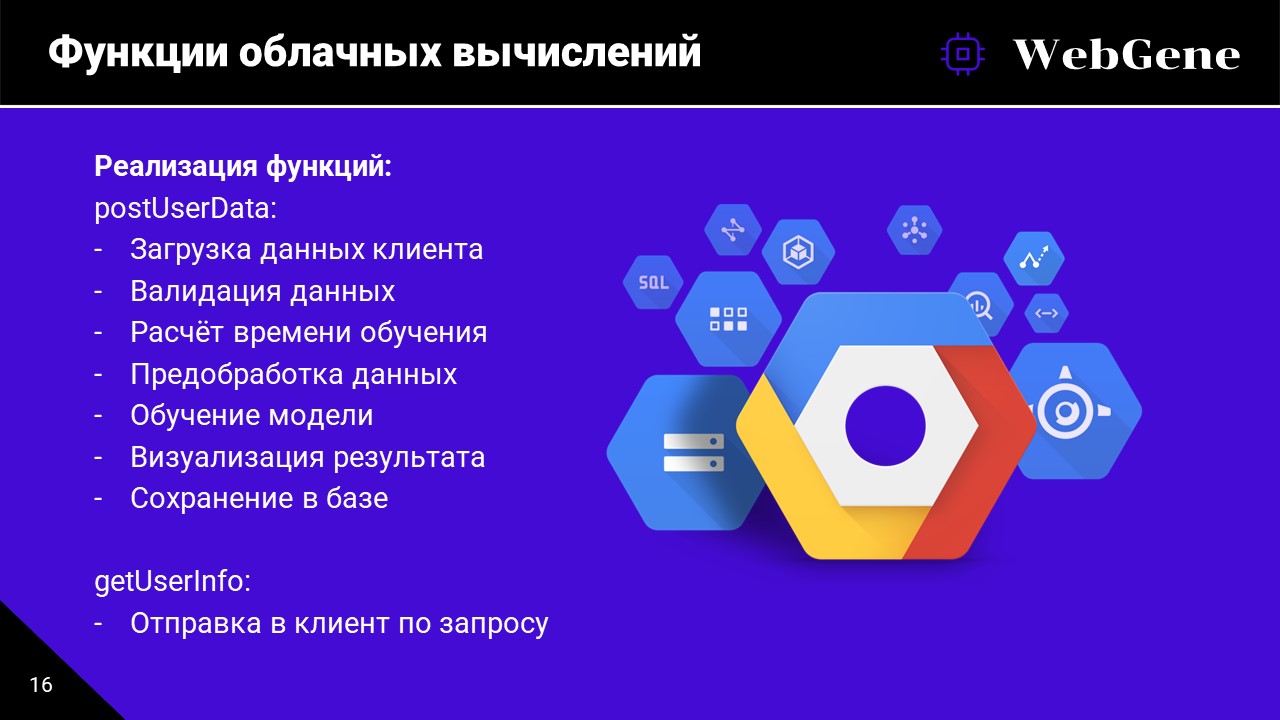 Функции облачных вычислений
WebGene
Реализация функций:
postUserData:
- Загрузка данных клиента
- Валидация данных
- Расчёт времени обучения
- Предобработка данных
- Обучение модели
- Визуализация результата
- Сохранение в базе
getUserInfo:
- Отправка в клиент по запросу
SQL
16